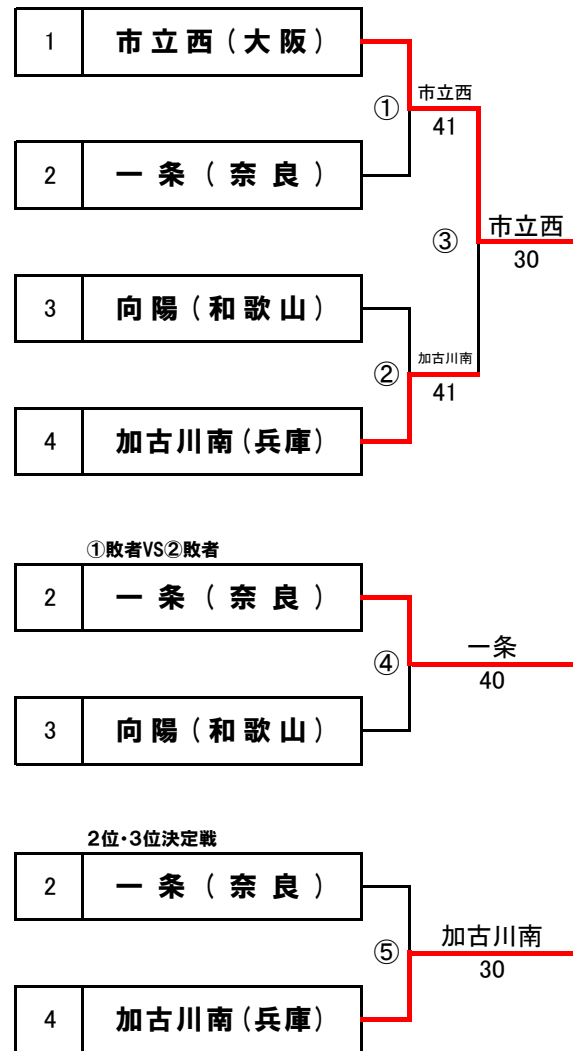 1 市立西(大阪)
① 市立西
41
2 一条(奈良)
③ 市立西
30
3 向陽(和歌山)
② 加古川南
41
4 加古川南(兵庫)
①敗者VS②敗者
2 一条(奈良)
④ 一条
40
3 向陽(和歌山)
2位・3位決定戦
2 一条(奈良)
⑤ 加古川南
30
4 加古川南(兵庫)